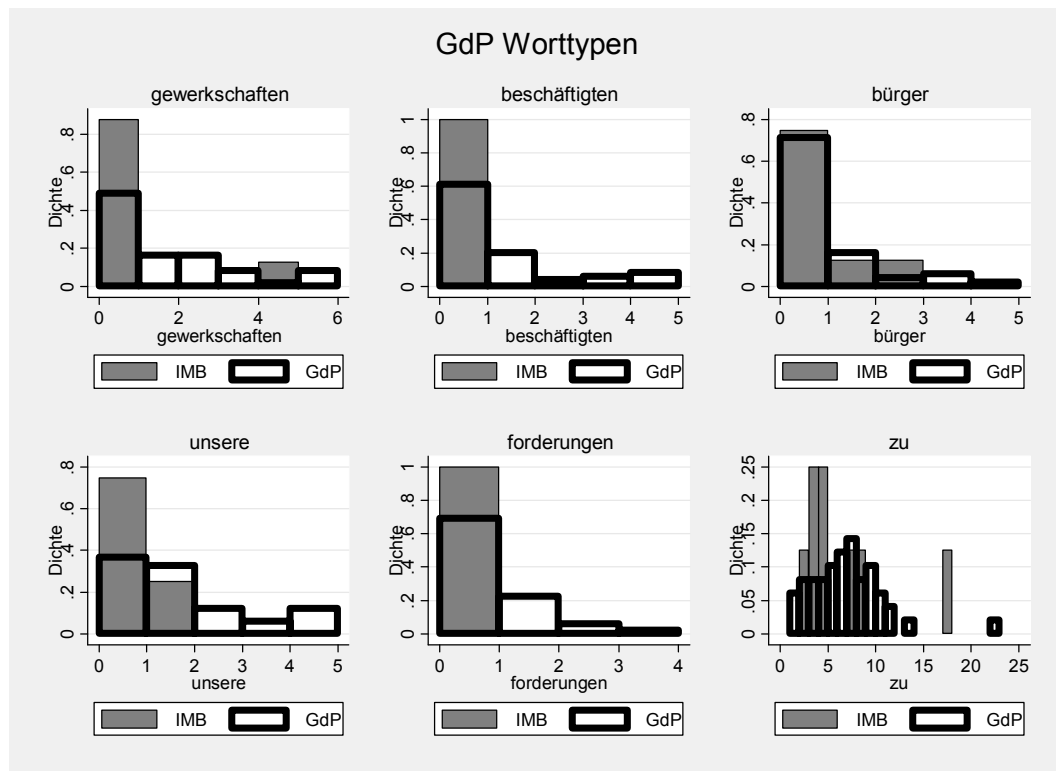 GdP Worttypen
gewerkschaften
Dichte
0 .2 .4 .6 .8
0 2 4 6
gewerkschaften
IMB GdP
beschäftigten
Dichte
0 .2 .4 .6 .8 1
0 1 2 3 4 5
beschäftigten
IMB GdP
bürger
Dichte
0 .2 .4 .6 .8
0 1 2 3 4 5
bürger
IMB GdP
unsere
Dichte
0 .2 .4 .6 .8
0 1 2 3 4 5
unsere
IMB GdP
forderungen
Dichte
0 .2 .4 .6 .8 1
0 1 2 3 4
forderungen
IMB GdP
zu
Dichte
0 .05 .1 .15 .2 .25
0 5 10 15 20 25
zu
IMB GdP